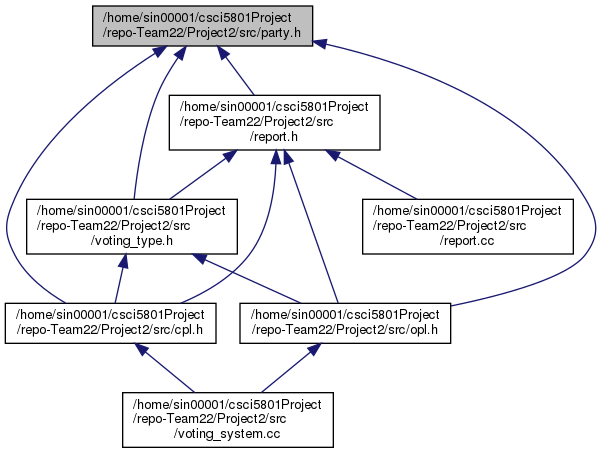 /home/sin00001/csci5801Project
/repo-Team22/Project2/src/party.h
/home/sin00001/csci5801Project
/repo-Team22/Project2/src
/report.h
/home/sin00001/csci5801Project
/repo-Team22/Project2/src
/voting_type.h
/home/sin00001/csci5801Project
/repo-Team22/Project2/src
/report.cc
/home/sin00001/csci5801Project
/repo-Team22/Project2/src/cpl.h
/home/sin00001/csci5801Project
/repo-Team22/Project2/src/opl.h
/home/sin00001/csci5801Project
/repo-Team22/Project2/src
/voting_system.cc